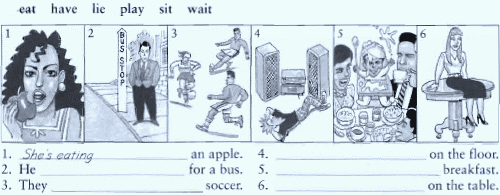 eat have lie play sit wait
1 2 3 4 5 6
BUS STOP
1. She's eating an apple. 4. on the floor.
2. He for a bus. 5. breakfast.
3. They soccer. 6. on the table.